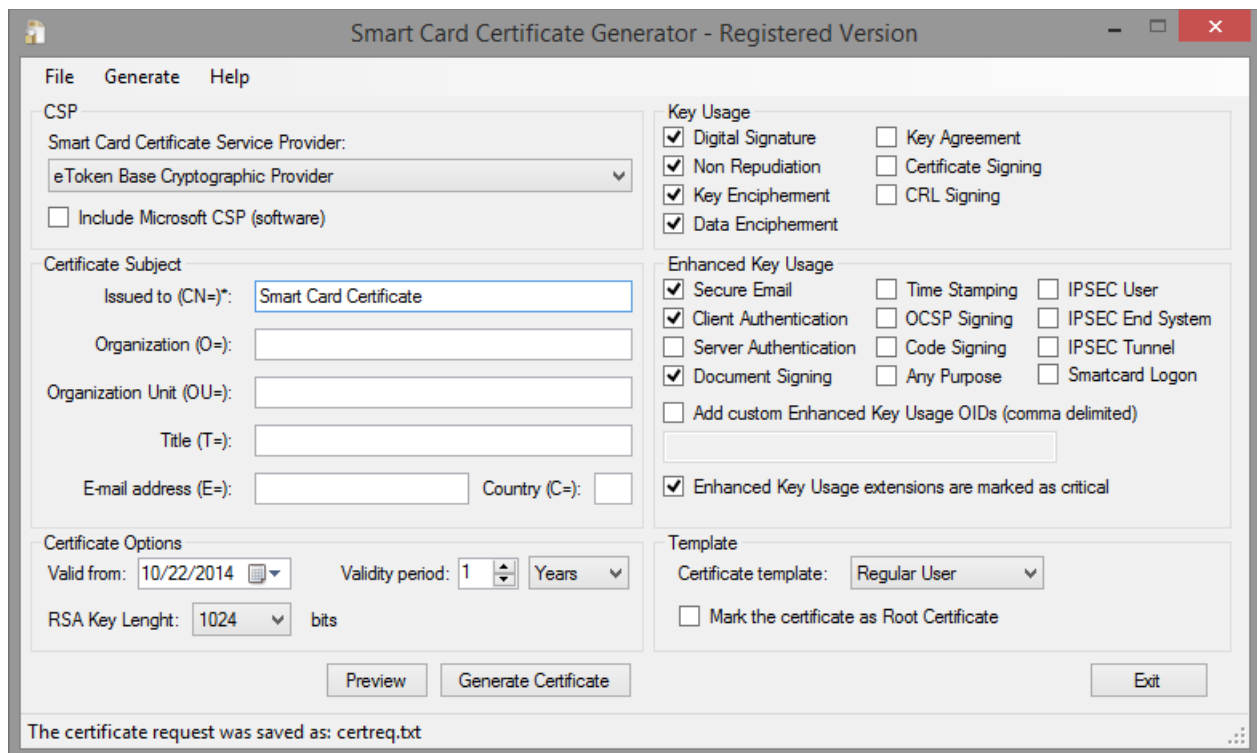 Smart Card Certificate Generator - Registered Version
File Generate Help
CSP
Smart Card Certificate Service Provider:
eToken Base Cryptographic Provider
Include Microsoft CSP (software)
Key Usage
Digital Signature Key Agreement
Non Repudiation Certificate Signing
Key Encipherment CRL Signing
Data Encipherment
Certificate Subject
Issued to (CN=)*: Smart Card Certificate
Organization (O=):
Organization Unit (OU=):
Title (T=):
E-mail address (E=): Country (C=):
Enhanced Key Usage
Secure Email Time Stamping IPSEC User
Client Authentication OCSP Signing IPSEC End System
Server Authentication Code Signing IPSEC Tunnel
Document Signing Any Purpose Smartcard Logon
Add custom Enhanced Key Usage OIDs (comma delimited)
Enhanced Key Usage extensions are marked as critical
Certificate Options
Valid from: 10/22/2014 Validity period: 1 Years
RSA Key Lenght: 1024 bits
Template
Certificate template: Regular User
Mark the certificate as Root Certificate
Preview Generate Certificate Exit
The certificate request was saved as: certreq.txt